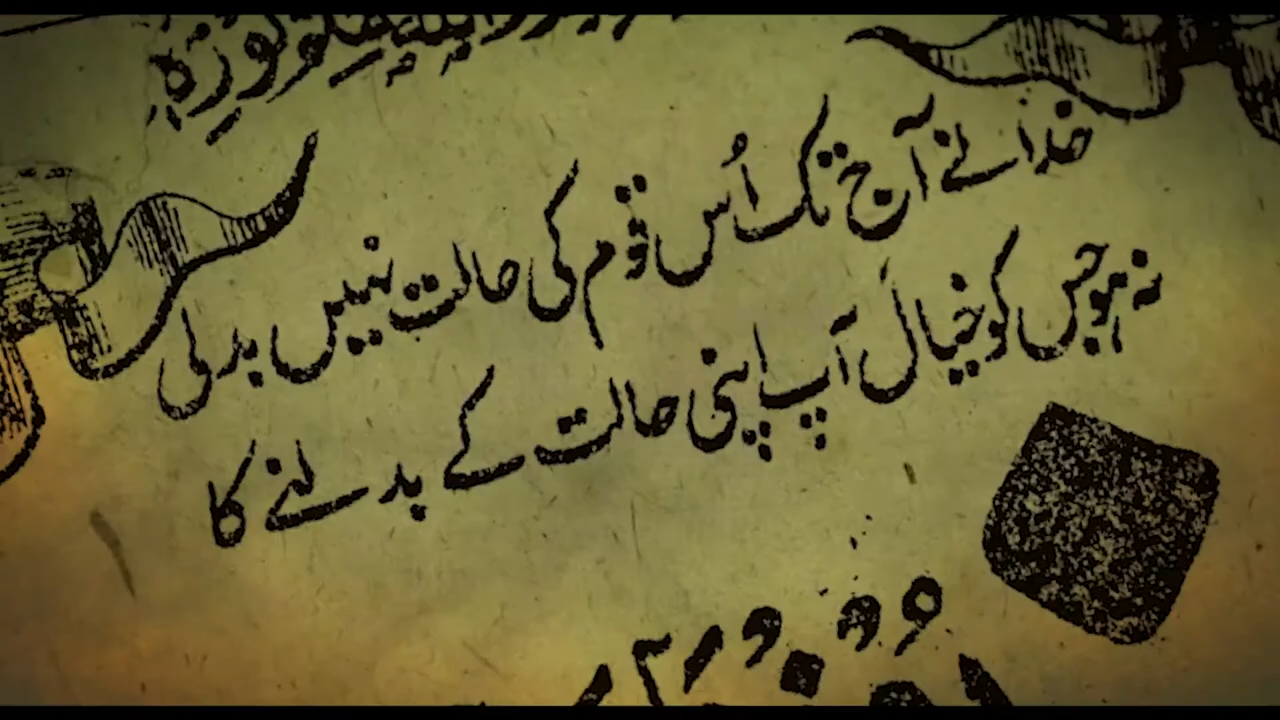 خدا نے آج تک اُس قوم کی حالت نہیں بدلی
نہ ہو جس کو خیال آپ اپنی حالت کے بدلنے کا